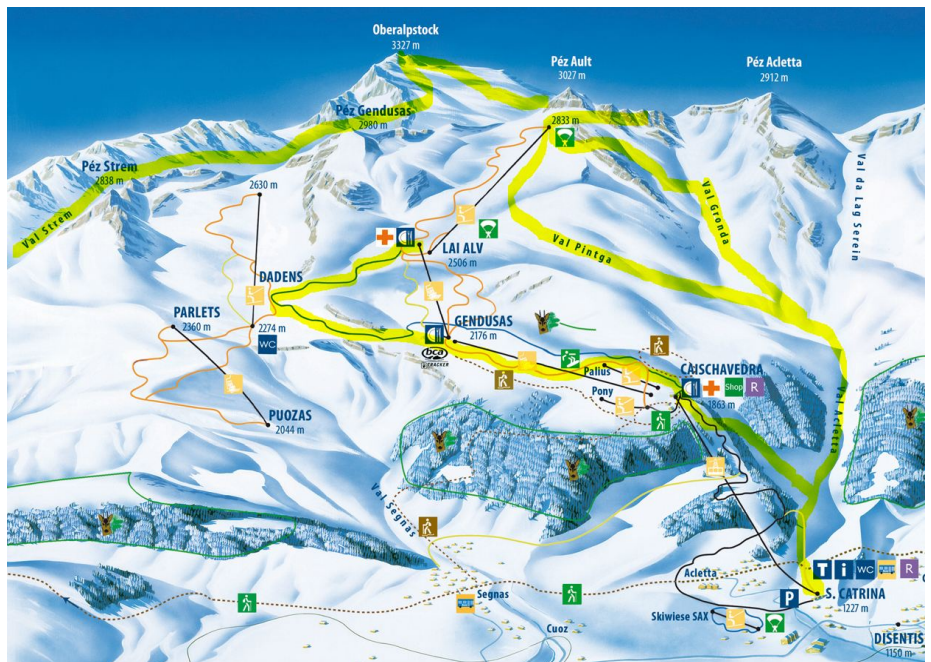 Oberalpstock
3327 m
Péz Ault
3027 m
Péz Acletta
2912 m
Péz Gendusas
2980 m
2833 m
Péz Strem
2838 m
Val Strem
2630 m
Val Gronda
Val da Lag Serein
Val Pintga
LAI ALV
2506 m
DADENS
PARLETS
2360 m
2274 m
WC
GENDUSAS
2176 m
bca
TRACKER
Palius
Pony
CAISCHAVEDRA
Shop
R
1863 m
PUOZAS
2044 m
Val Acletta
Val Segnas
Acletta
T i WC R
P
S. CATRINA
1227 m
Segnas
Skiwiese SAX
Cuoz
DISENTIS
1150 m